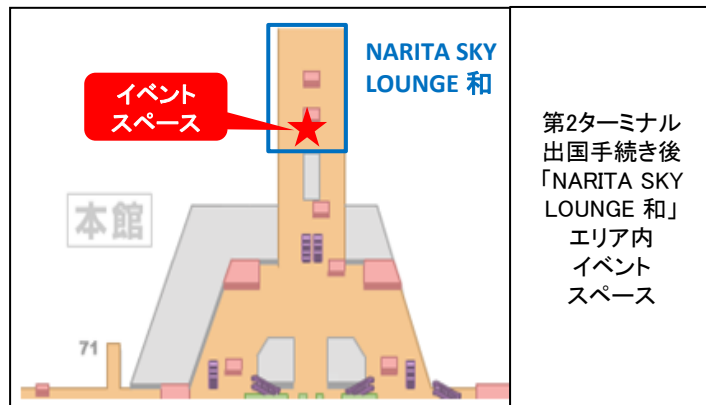 NARITA SKY
LOUNGE 和
イベント
スペース
本館
71
第2ターミナル
出国手続き後
「NARITA SKY
LOUNGE 和」
エリア内
イベント
スペース